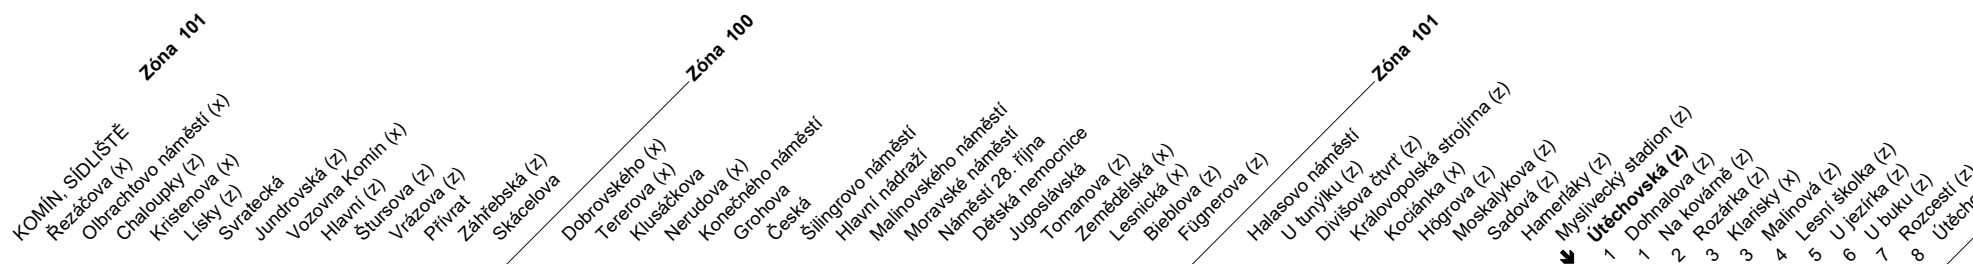 Zóna 101
KOMÍN, SÍDLIŠTĚ
Řezáčova (x)
Olbrachtovo náměstí (x)
Chaloupky (z)
Kristenova (x)
Lísky (z)
Svratecká
Jundrovská (z)
Vozovna Komín (x)
Hlavní (z)
Štursova (z)
Vrázova (z)
Přívrat
Záhřebská (z)
Skácelova
Zóna 100
Dobrovského (x)
Tererova (x)
Klusáčkova
Nerudova (x)
Konečného náměstí
Grohova
Česká
Šilingrovo náměstí
Hlavní nádraží
Malinovského náměstí
Moravské náměstí
Náměstí 28. října
Dětská nemocnice
Jugoslávská
Tomanova (z)
Zemědělská (x)
Lesnická (x)
Bieblova (z)
Fügnerova (z)
Zóna 101
Halasovo náměstí
U tunýlku (z)
Divišova čtvrť (z)
Královopolská strojírna (z)
Kociánka (x)
Högrova (z)
Moskalykova (z)
Sadová (z)
Hamerláky (z)
Myslivecký stadion (z)
Útěchovská (z)
1 Dohnalova (z)
1 Na kovárně (z)
2 Rozárka (z)
3 Klarisky (x)
3 Malinová (z)
4 Lesní školka (z)
5 U jezírka (z)
6 U buku (z)
7 Rozcestí (z)
8